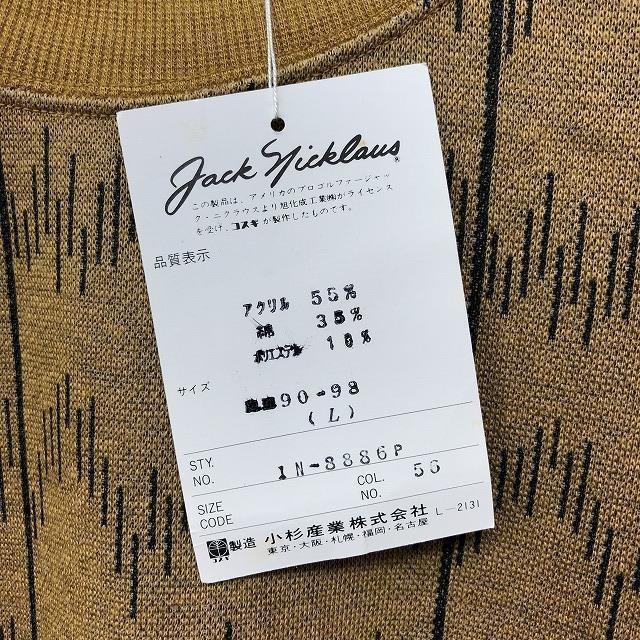 Jack Nicklaus®
この製品は、アメリカのプロゴルファージャッ
ク・ニクラウスより旭化成工業㈱がライセンス
を受け、コスギが製作したものです。
品質表示
アクリル 55%
綿 35%
ポリエステル 10%
サイズ
90-98
(L)
STY.
NO. IN-8886P
SIZE
CODE
COL.
NO. 56
製造 小杉産業株式会社 L-2131
東京・大阪・札幌・福岡・名古屋